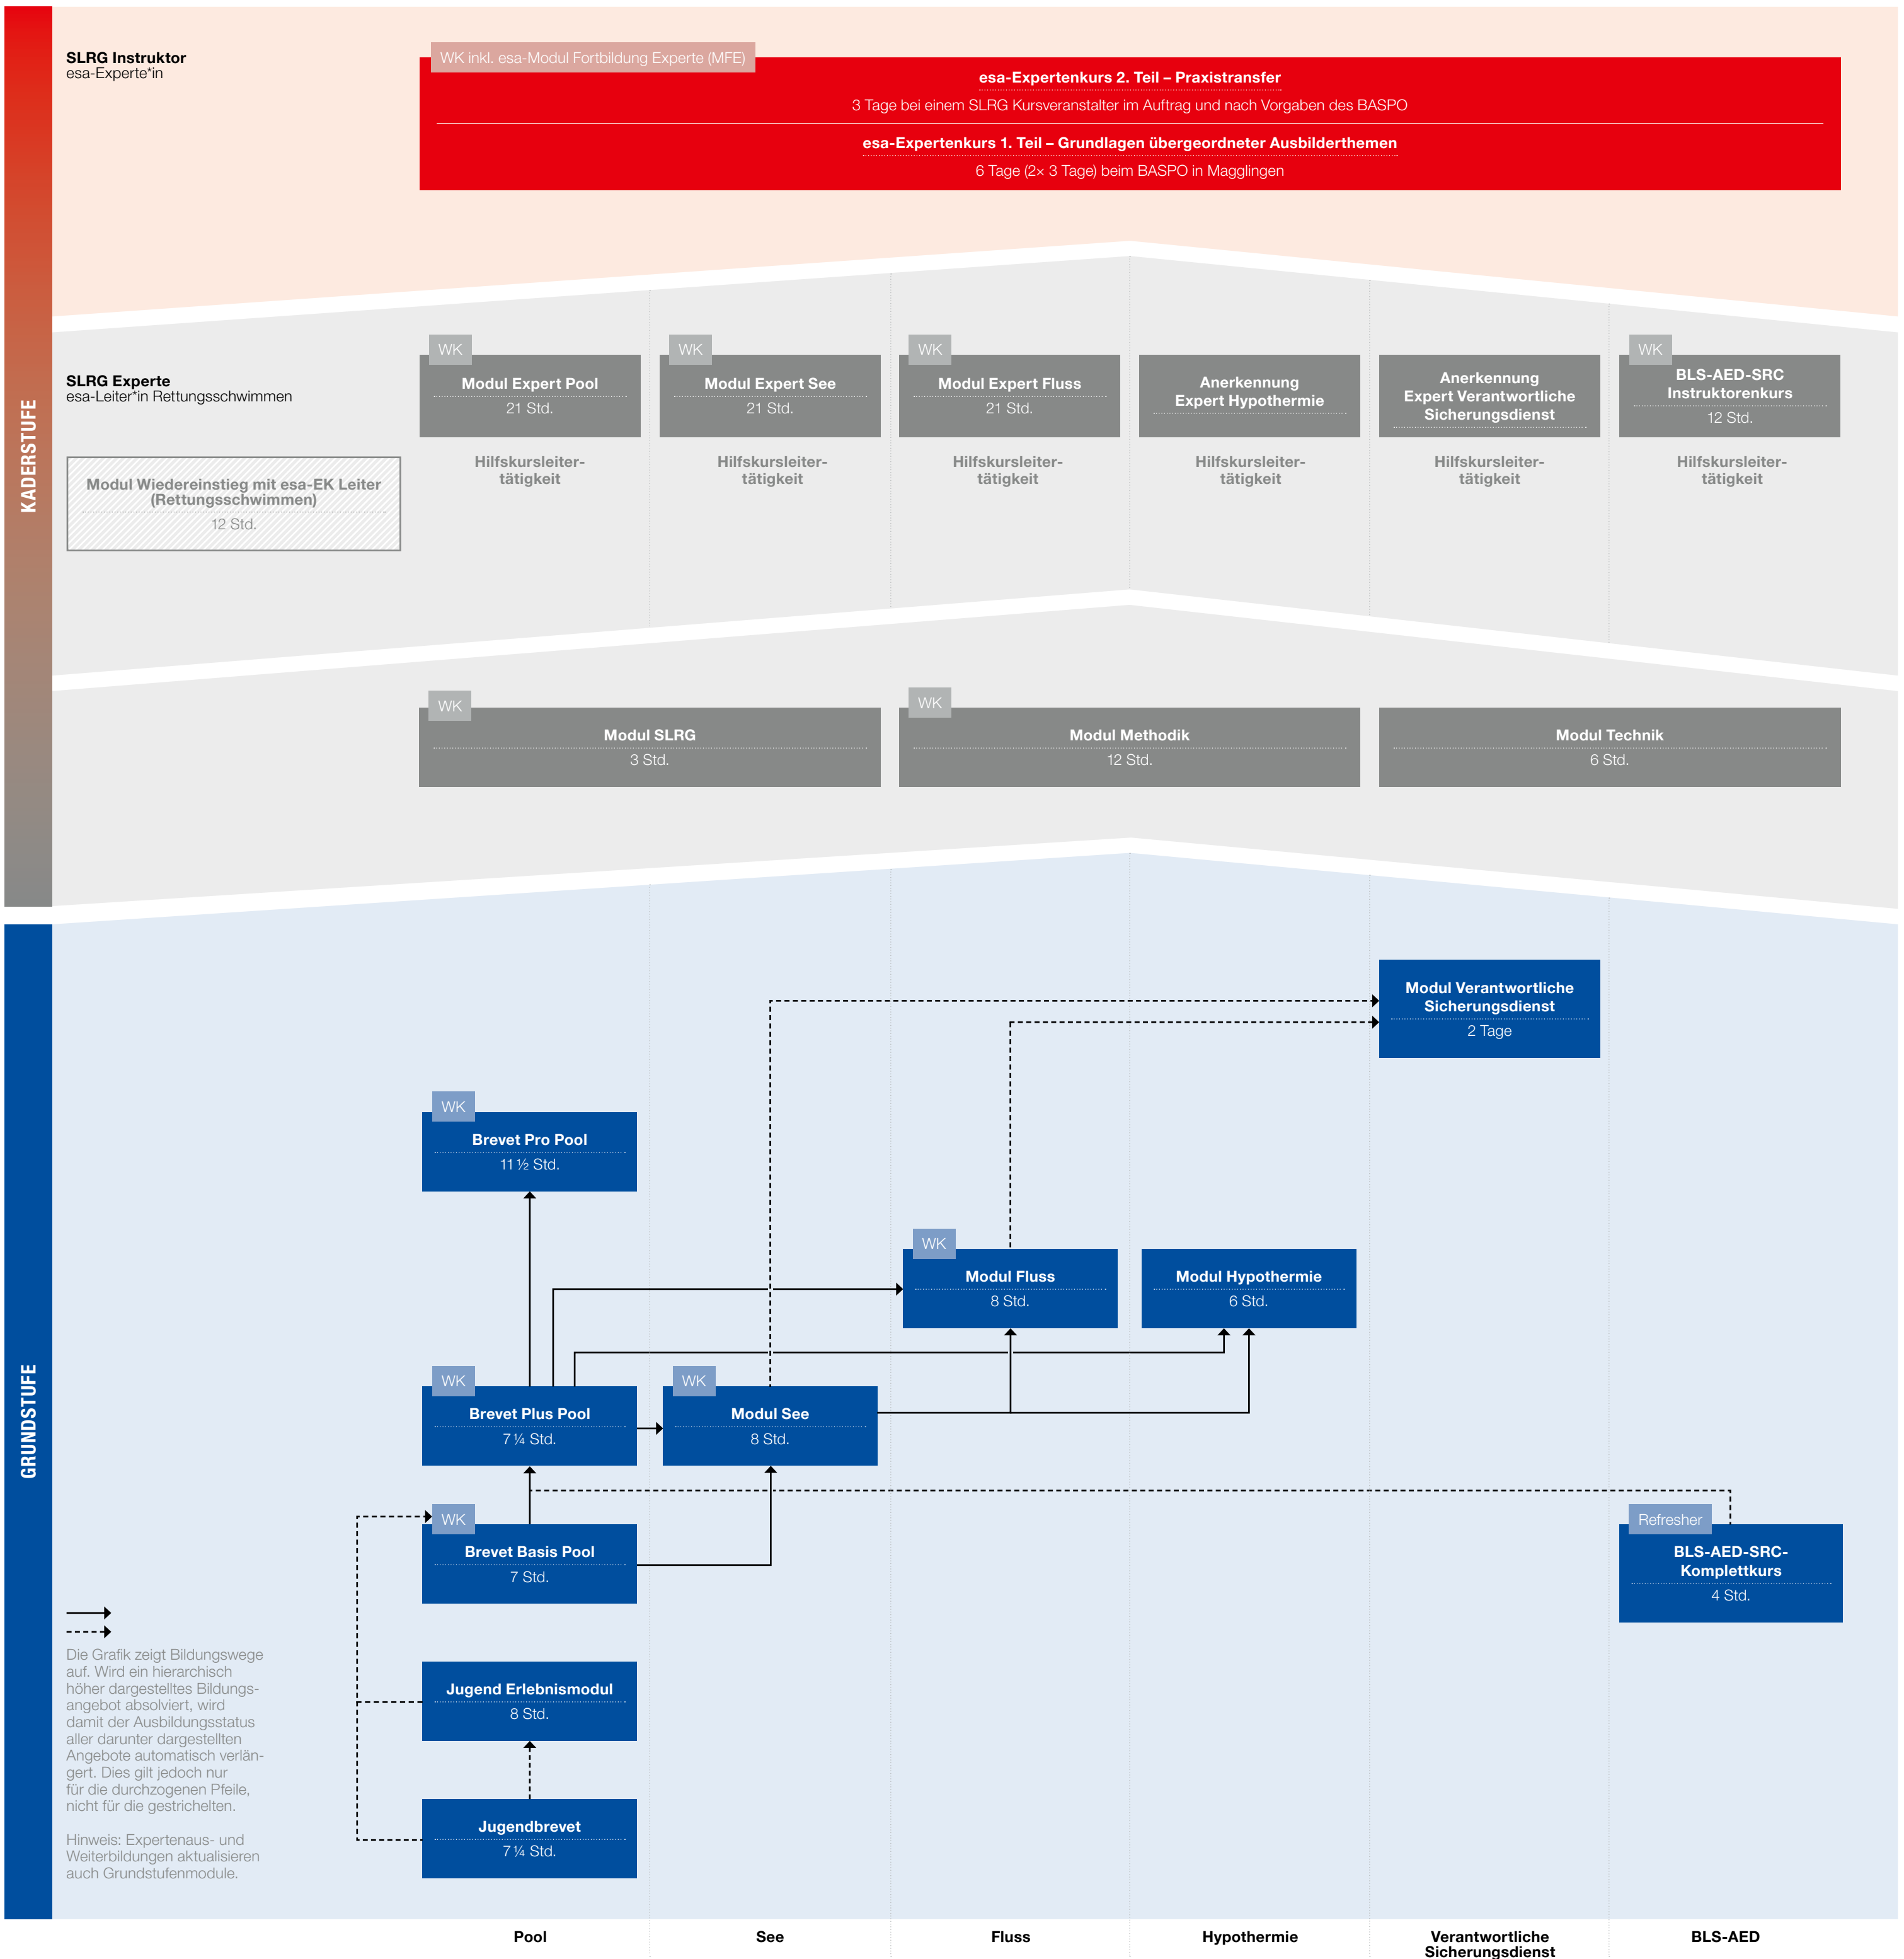 SLRG Instruktor
esa-Experte*in
WK inkl. esa-Modul Fortbildung Experte (MFE)
esa-Expertenkurs 2. Teil – Praxistransfer
3 Tage bei einem SLRG Kursveranstalter im Auftrag und nach Vorgaben des BASPO
esa-Expertenkurs 1. Teil – Grundlagen übergeordneter Ausbilderthemen
6 Tage (2× 3 Tage) beim BASPO in Magglingen
KADERSTUFE
SLRG Experte
esa-Leiter*in Rettungsschwimmen
Modul Wiedereinstieg mit esa-EK Leiter
(Rettungsschwimmen)
12 Std.
WK
Modul Expert Pool
21 Std.
Hilfskursleiter-
tätigkeit
WK
Modul Expert See
21 Std.
Hilfskursleiter-
tätigkeit
WK
Modul Expert Fluss
21 Std.
Hilfskursleiter-
tätigkeit
Anerkennung
Expert Hypothermie
Hilfskursleiter-
tätigkeit
Anerkennung
Expert Verantwortliche
Sicherungsdienst
Hilfskursleiter-
tätigkeit
WK
BLS-AED-SRC
Instruktorenkurs
12 Std.
Hilfskursleiter-
tätigkeit
WK
Modul SLRG
3 Std.
WK
Modul Methodik
12 Std.
Modul Technik
6 Std.
GRUNDSTUFE
Modul Verantwortliche
Sicherungsdienst
2 Tage
WK
Brevet Pro Pool
11 ½ Std.
WK
Modul Fluss
8 Std.
Modul Hypothermie
6 Std.
WK
Brevet Plus Pool
7 ¼ Std.
WK
Modul See
8 Std.
WK
Brevet Basis Pool
7 Std.
Refresher
BLS-AED-SRC-
Komplettkurs
4 Std.
Jugend Erlebnismodul
8 Std.
Jugendbrevet
7 ¼ Std.
Die Grafik zeigt Bildungswege
auf. Wird ein hierarchisch
höher dargestelltes Bildungs-
angebot absolviert, wird
damit der Ausbildungsstatus
aller darunter dargestellten
Angebote automatisch verlän-
gert. Dies gilt jedoch nur
für die durchzogenen Pfeile,
nicht für die gestrichelten.
Hinweis: Expertenaus- und
Weiterbildungen aktualisieren
auch Grundstufenmodule.
Pool
See
Fluss
Hypothermie
Verantwortliche
Sicherungsdienst
BLS-AED